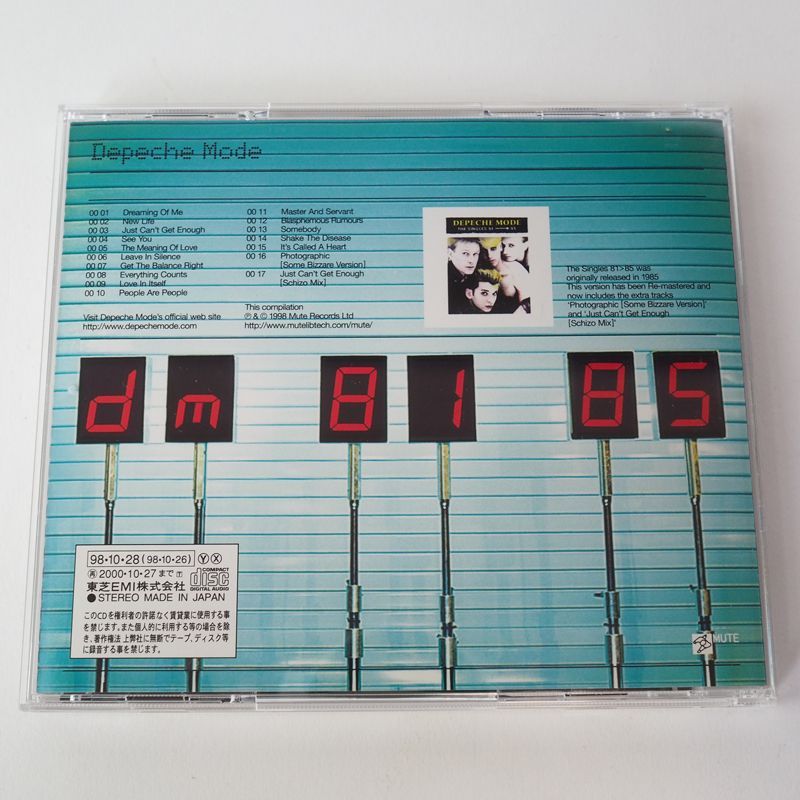 Depeche Mode
00 01 Dreaming Of Me
00 02 New Life
00 03 Just Can't Get Enough
00 04 See You
00 05 The Meaning Of Love
00 06 Leave In Silence
00 07 Get The Balance Right
00 08 Everything Counts
00 09 Love In Itself
00 10 People Are People
00 11 Master And Servant
00 12 Blasphemous Rumours
00 13 Somebody
00 14 Shake The Disease
00 15 It's Called A Heart
00 16 Photographic
[Some Bizzare Version]
00 17 Just Can't Get Enough
[Schizo Mix]
Visit Depeche Mode's official web site
http://www.depechemode.com
This compilation
℗ & © 1998 Mute Records Ltd
http://www.mutelibtech.com/mute/
DEPECHE MODE
THE SINGLES 81 → 85
The Singles 81>85 was
originally released in 1985
This version has been Re-mastered and
now includes the extra tracks
'Photographic [Some Bizzare Version]'
and 'Just Can't Get Enough
[Schizo Mix]'
dm 81 85
98・10・28 (98・10・26) Ⓨ Ⓧ
㊢ 2000・10・27 まで
東芝EMI株式会社
COMPACT disc DIGITAL AUDIO
● STEREO MADE IN JAPAN
このCDを権利者の許諾なく賃貸業に使用する事
を禁じます。また個人的に利用する等の場合を除
き、著作権法上弊社に無断でテープ、ディスク等
に録音する事を禁じます。
MUTE